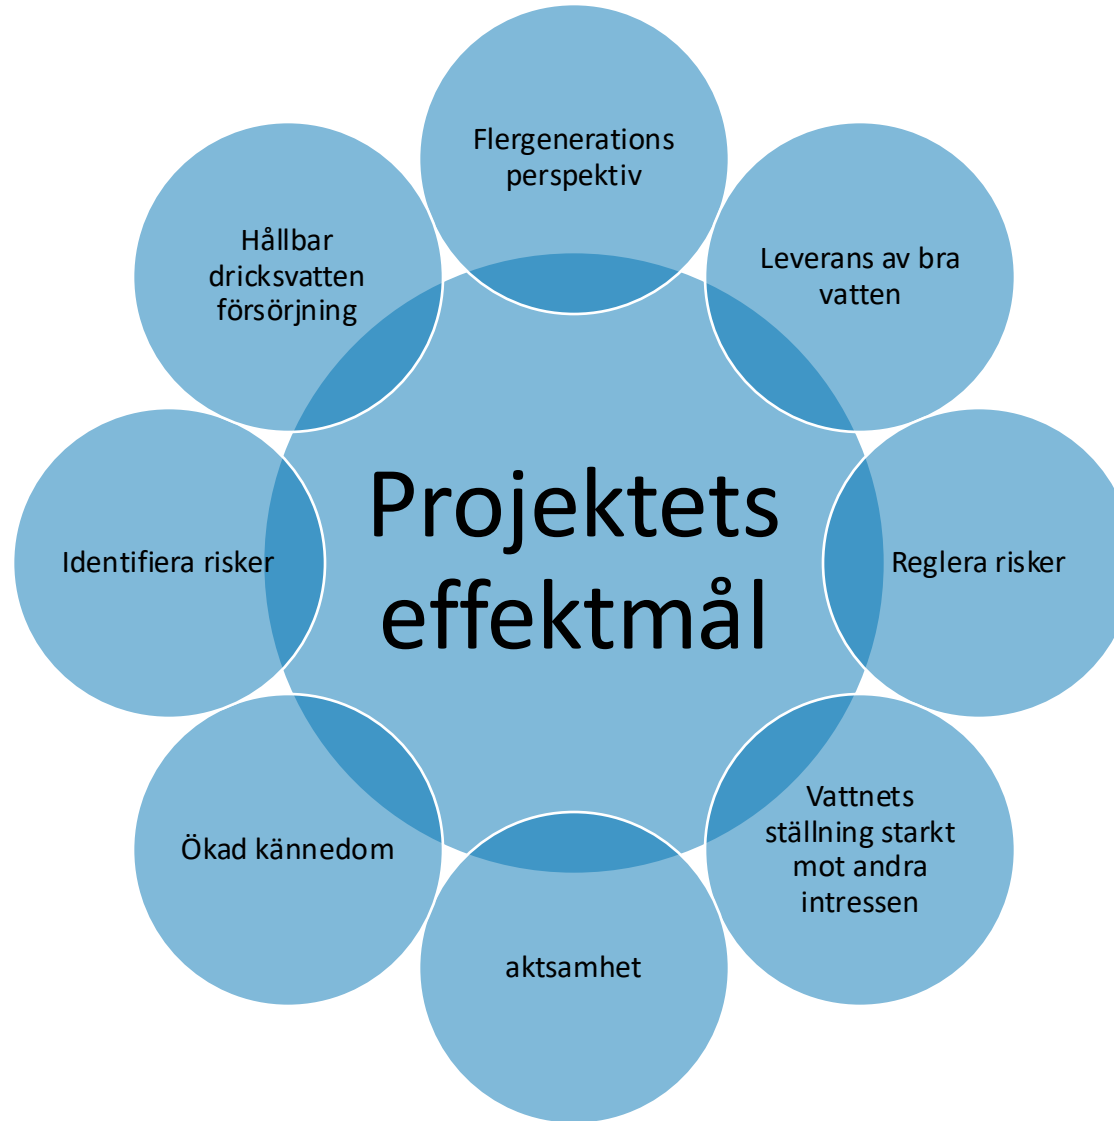 Flergenerations
perspektiv
Leverans av bra
vatten
Reglera risker
Vattnets
ställning starkt
mot andra
intressen
aktsamhet
Ökad kännedom
Identifiera risker
Hållbar
dricksvatten
försörjning
Projektets
effektmål